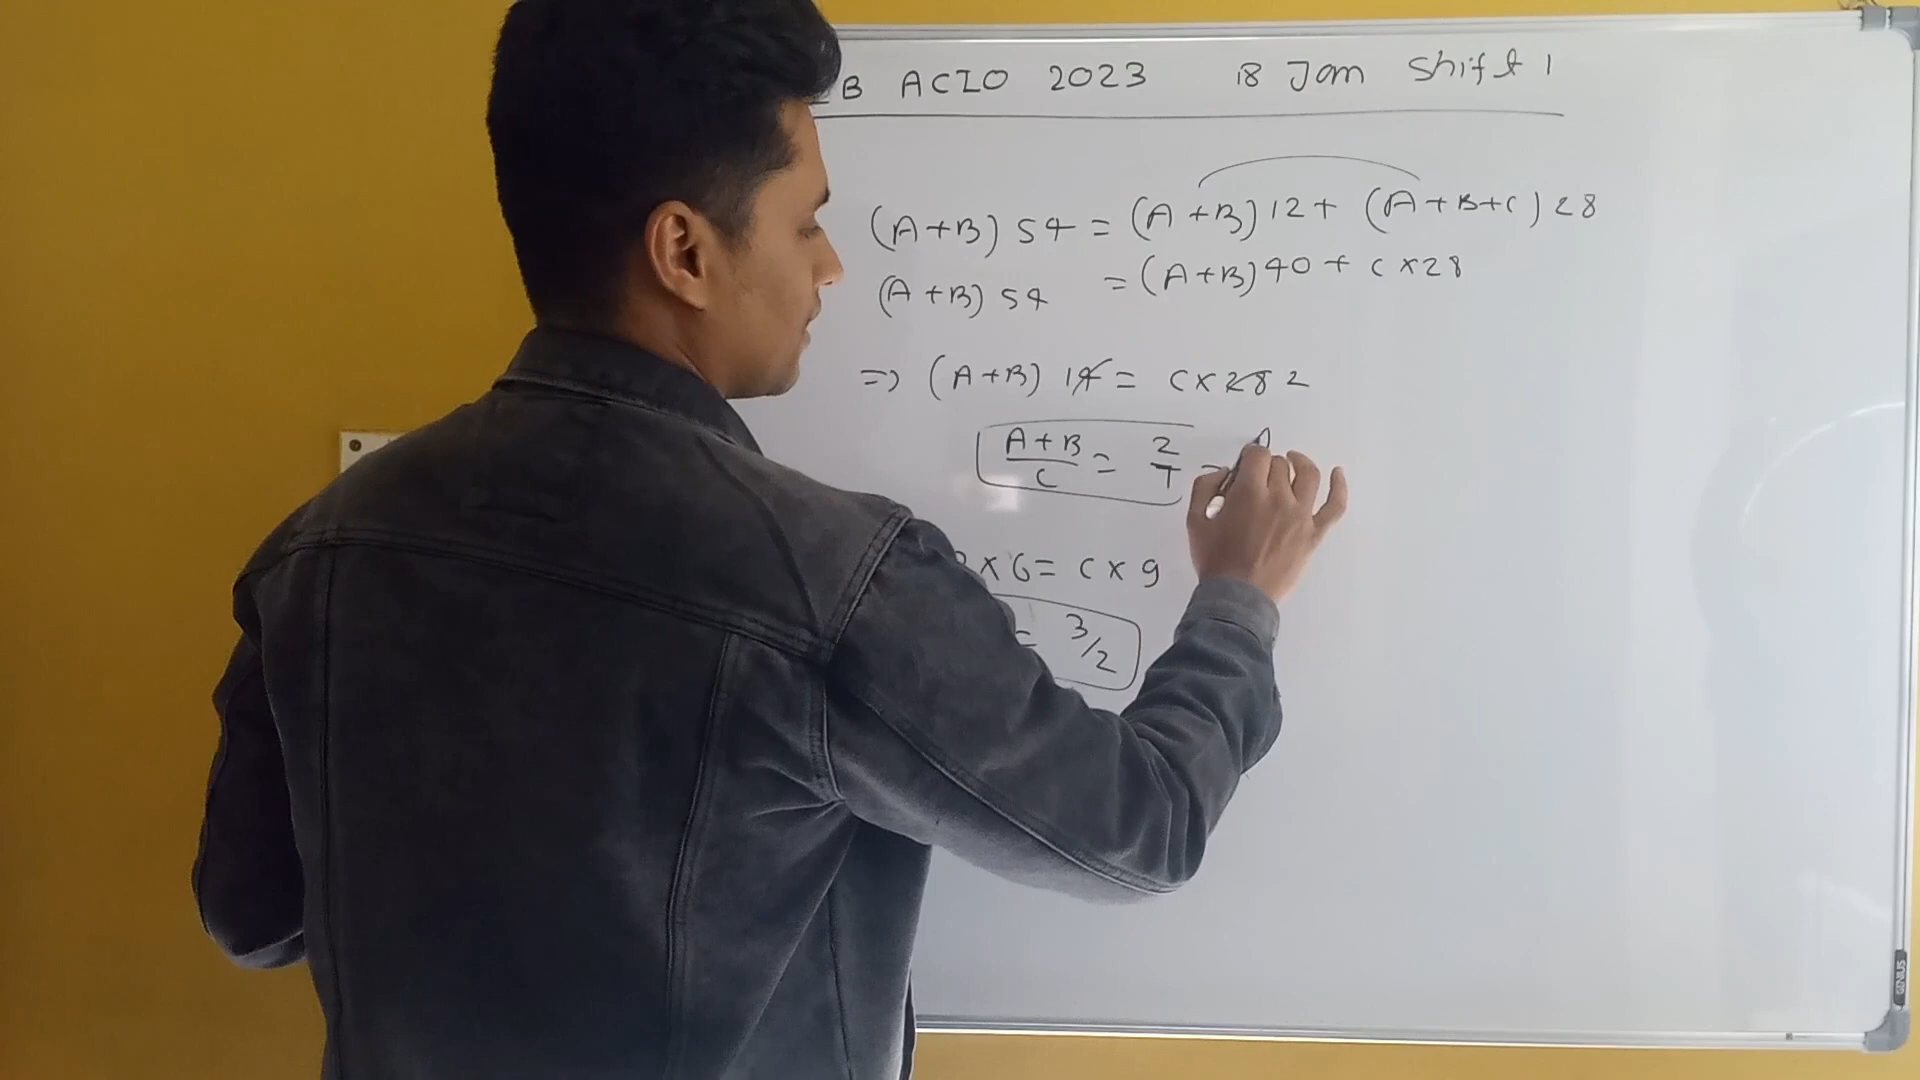 B ACIO 2023 18 Jan Shift 1
(A+B) 54 = (A+B) 12 + (A+B+C) 28
(A+B) 54 = (A+B) 40 + C x 28
=> (A+B) 14 = C x 28 2
A+B/C = 2/1 =
x 6 = C x 9
= 3/2
GENIUS